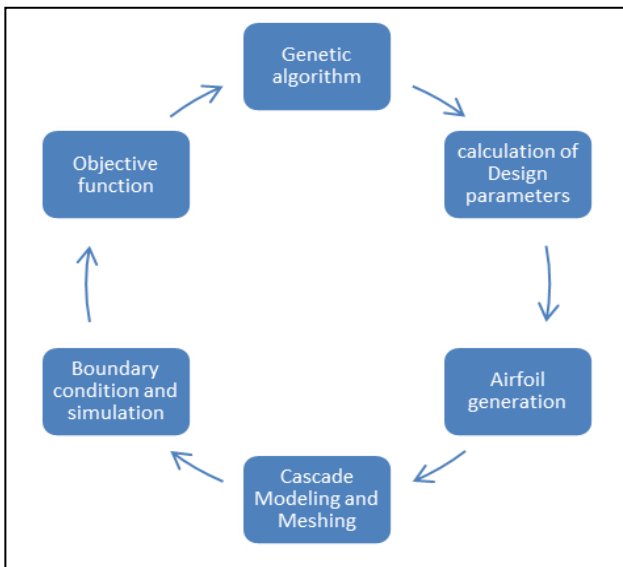 Genetic
algorithm
calculation of
Design
parameters
Airfoil
generation
Cascade
Modeling and
Meshing
Boundary
condition and
simulation
Objective
function